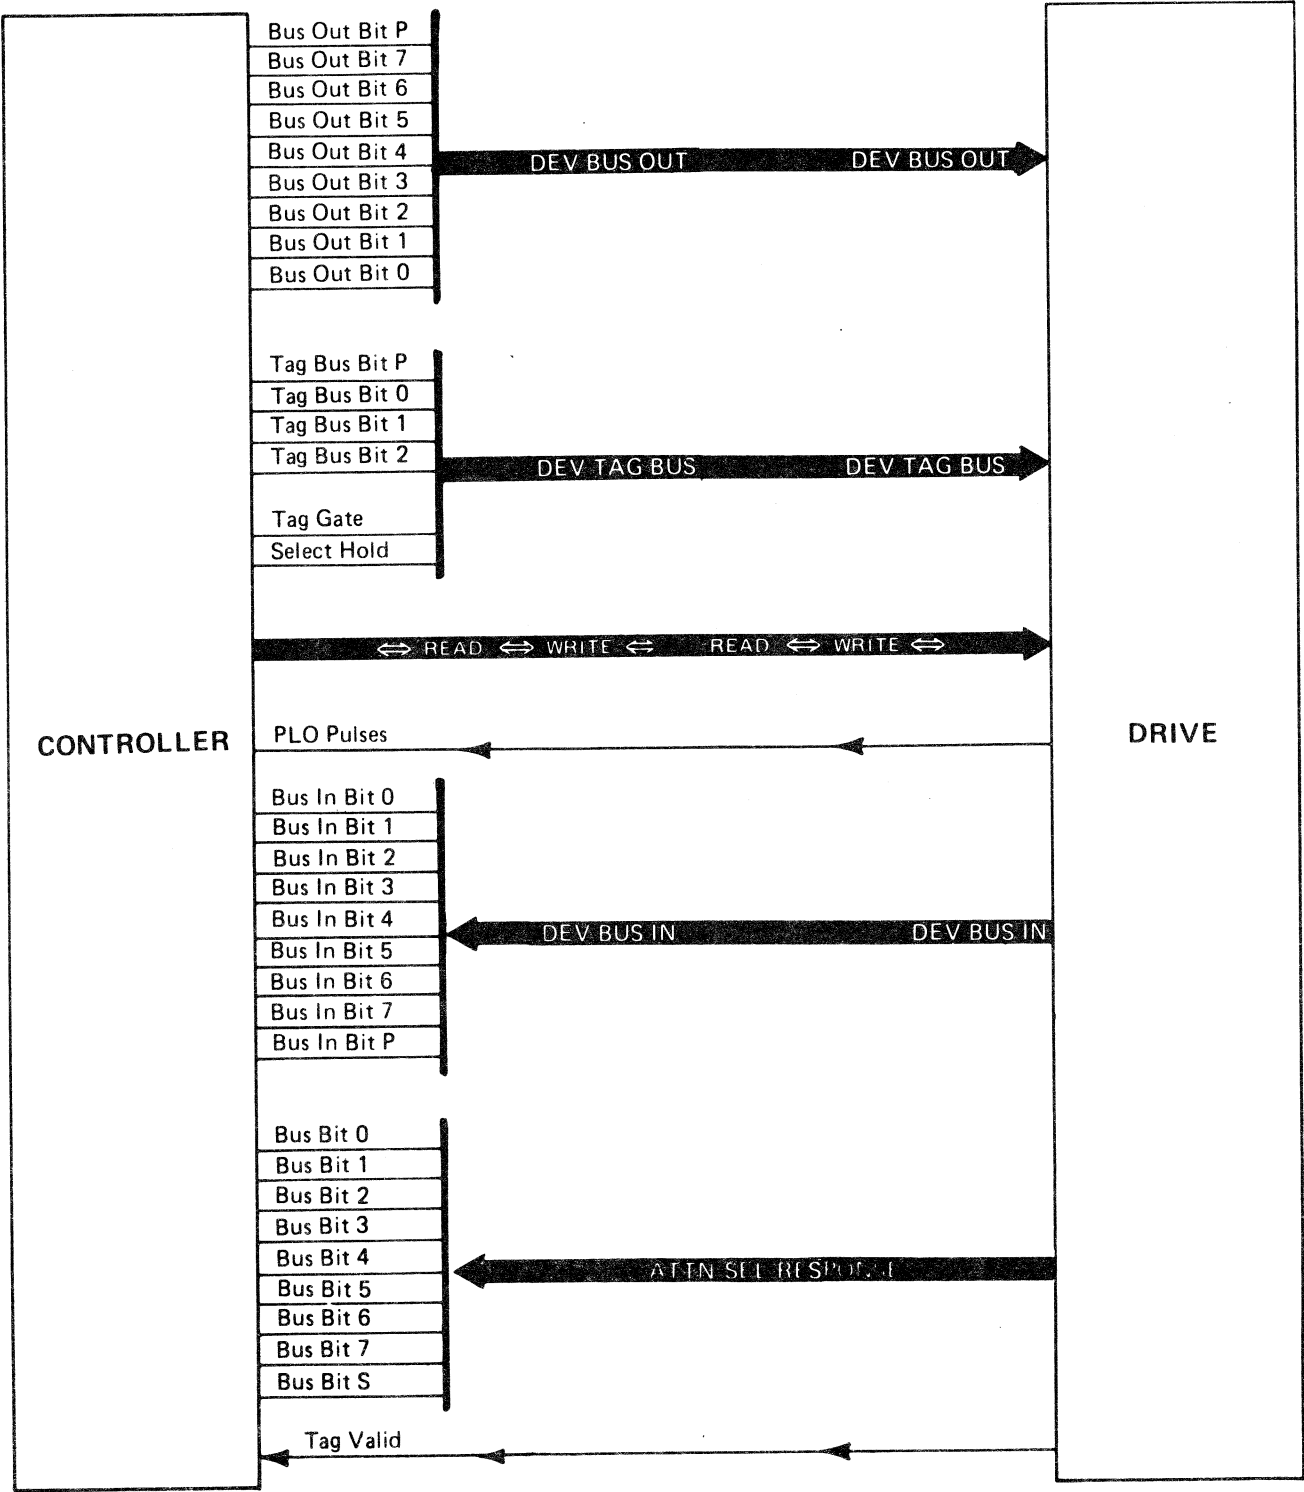 Bus Out Bit P
Bus Out Bit 7
Bus Out Bit 6
Bus Out Bit 5
Bus Out Bit 4
Bus Out Bit 3
Bus Out Bit 2
Bus Out Bit 1
Bus Out Bit 0
DEV BUS OUT DEV BUS OUT
Tag Bus Bit P
Tag Bus Bit 0
Tag Bus Bit 1
Tag Bus Bit 2
DEV TAG BUS DEV TAG BUS
Tag Gate
Select Hold
⇔ READ ⇔ WRITE ⇔ READ ⇔ WRITE ⇔
CONTROLLER
PLO Pulses
DRIVE
Bus In Bit 0
Bus In Bit 1
Bus In Bit 2
Bus In Bit 3
Bus In Bit 4
Bus In Bit 5
Bus In Bit 6
Bus In Bit 7
Bus In Bit P
DEV BUS IN DEV BUS IN
Bus Bit 0
Bus Bit 1
Bus Bit 2
Bus Bit 3
Bus Bit 4
Bus Bit 5
Bus Bit 6
Bus Bit 7
Bus Bit S
ATTN SEL RESPONSE
Tag Valid